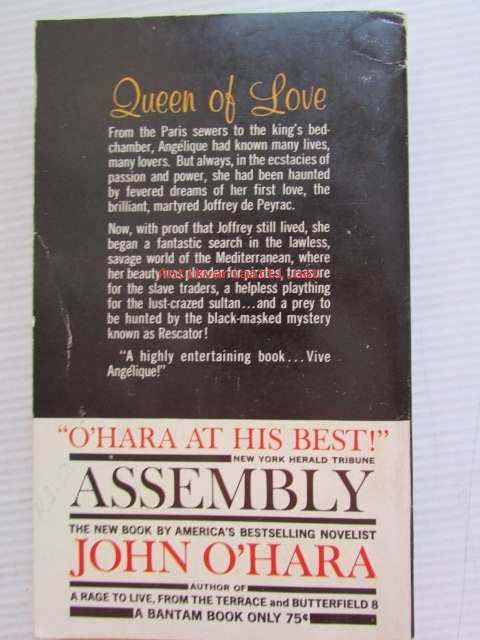 Queen of Love
From the Paris sewers to the king's bed-
chamber, Angélique had known many lives,
many lovers. But always, in the ecstacies of
passion and power, she had been haunted
by fevered dreams of her first love, the
brilliant, martyred Joffrey de Peyrac.
Now, with proof that Joffrey still lived, she
began a fantastic search in the lawless,
savage world of the Mediterranean, where
her beauty was plunder for pirates, treasure
for the slave traders, a helpless plaything
for the lust-crazed sultan...and a prey to
be hunted by the black-masked mystery
known as Rescator!
"A highly entertaining book...Vive
Angélique!"
"O'HARA AT HIS BEST!"
NEW YORK HERALD TRIBUNE
ASSEMBLY
THE NEW BOOK BY AMERICA'S BESTSELLING NOVELIST
JOHN O'HARA
AUTHOR OF
A RAGE TO LIVE, FROM THE TERRACE and BUTTERFIELD 8
A BANTAM BOOK ONLY 75¢